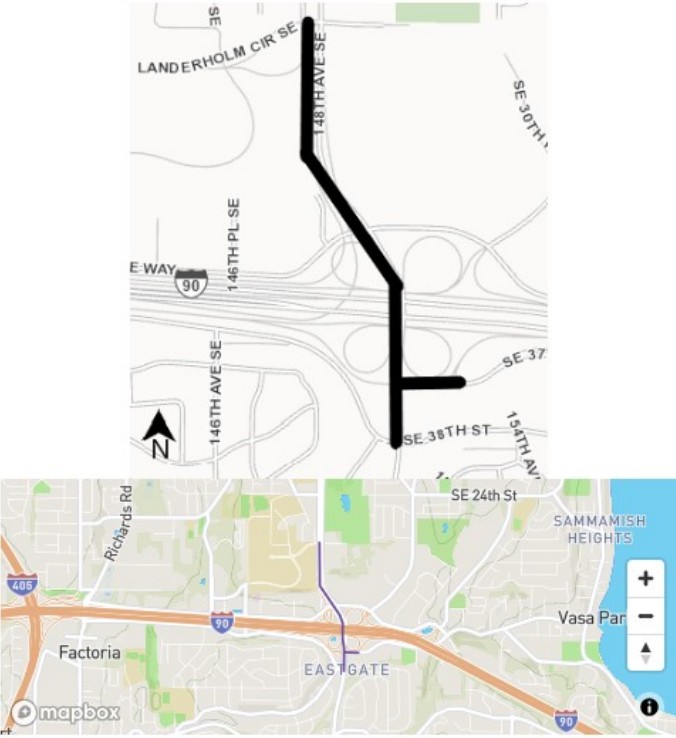 SE
LANDERHOLM CIR SE
148TH AVE SE
SE 30TH
146TH PL SE
E WAY
90
146TH AVE SE
SE 37
N
SE 38TH ST
154TH AV
SE 24th St
Richards Rd
SAMMAMISH
HEIGHTS
405
90
Vasa Par
Factoria
EASTGATE
mapbox
90
rt